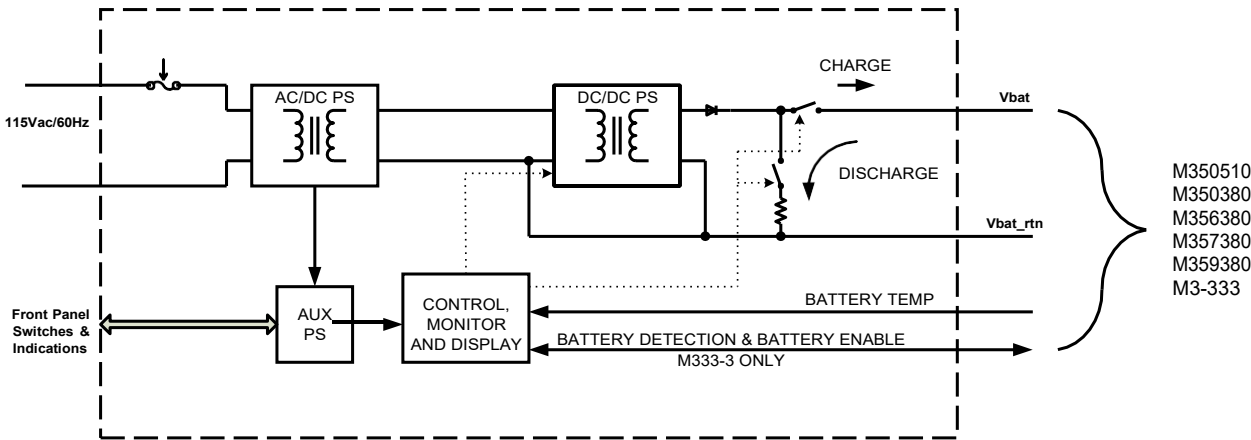 CHARGE
AC/DC PS
DC/DC PS
Vbat
115Vac/60Hz
DISCHARGE
M350510
M350380
M356380
M357380
M359380
M3-333
Vbat_rtn
Front Panel
Switches &
Indications
AUX
PS
CONTROL,
MONITOR
AND DISPLAY
BATTERY TEMP
BATTERY DETECTION & BATTERY ENABLE
M333-3 ONLY